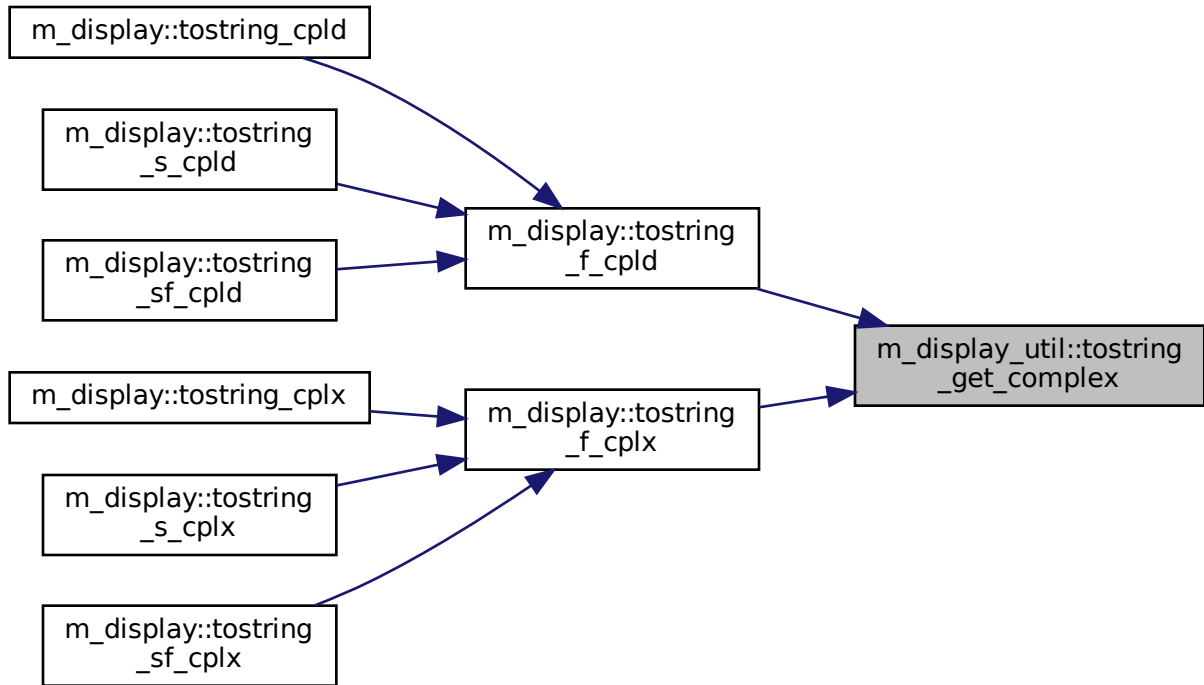 m_display::tostring_cpld
m_display::tostring
_s_cpld
m_display::tostring
_sf_cpld
m_display::tostring
_f_cpld
m_display_util::tostring
_get_complex
m_display::tostring_cplx
m_display::tostring
_f_cplx
m_display::tostring
_s_cplx
m_display::tostring
_sf_cplx